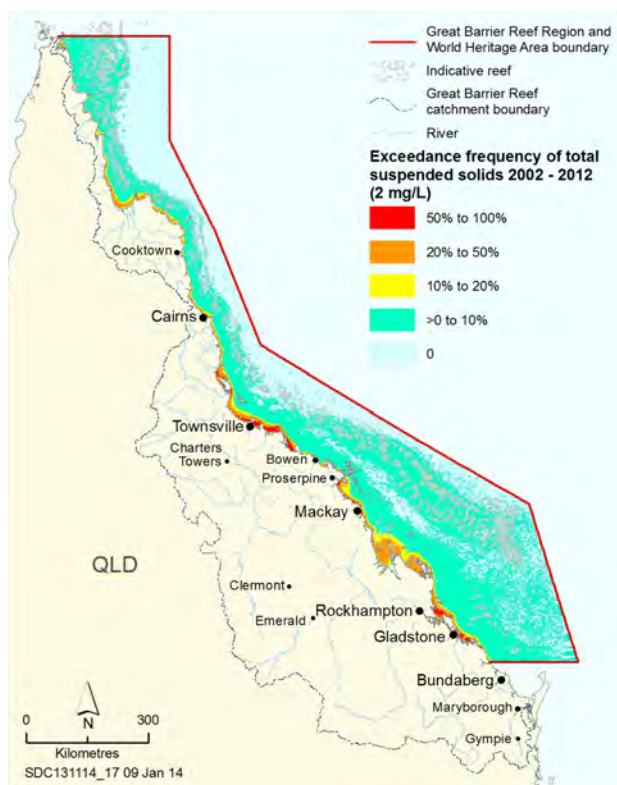 Great Barrier Reef Region and
World Heritage Area boundary
Indicative reef
Great Barrier Reef
catchment boundary
River
Exceedance frequency of total
suspended solids 2002 - 2012
(2 mg/L)
50% to 100%
20% to 50%
10% to 20%
>0 to 10%
0
Cooktown
Cairns
Townsville
Charters
Towers
Bowen
Proserpine
Mackay
QLD
Clermont
Emerald
Rockhampton
Gladstone
Bundaberg
Maryborough
Gympie
0 300
N
Kilometres
SDC131114_17 09 Jan 14